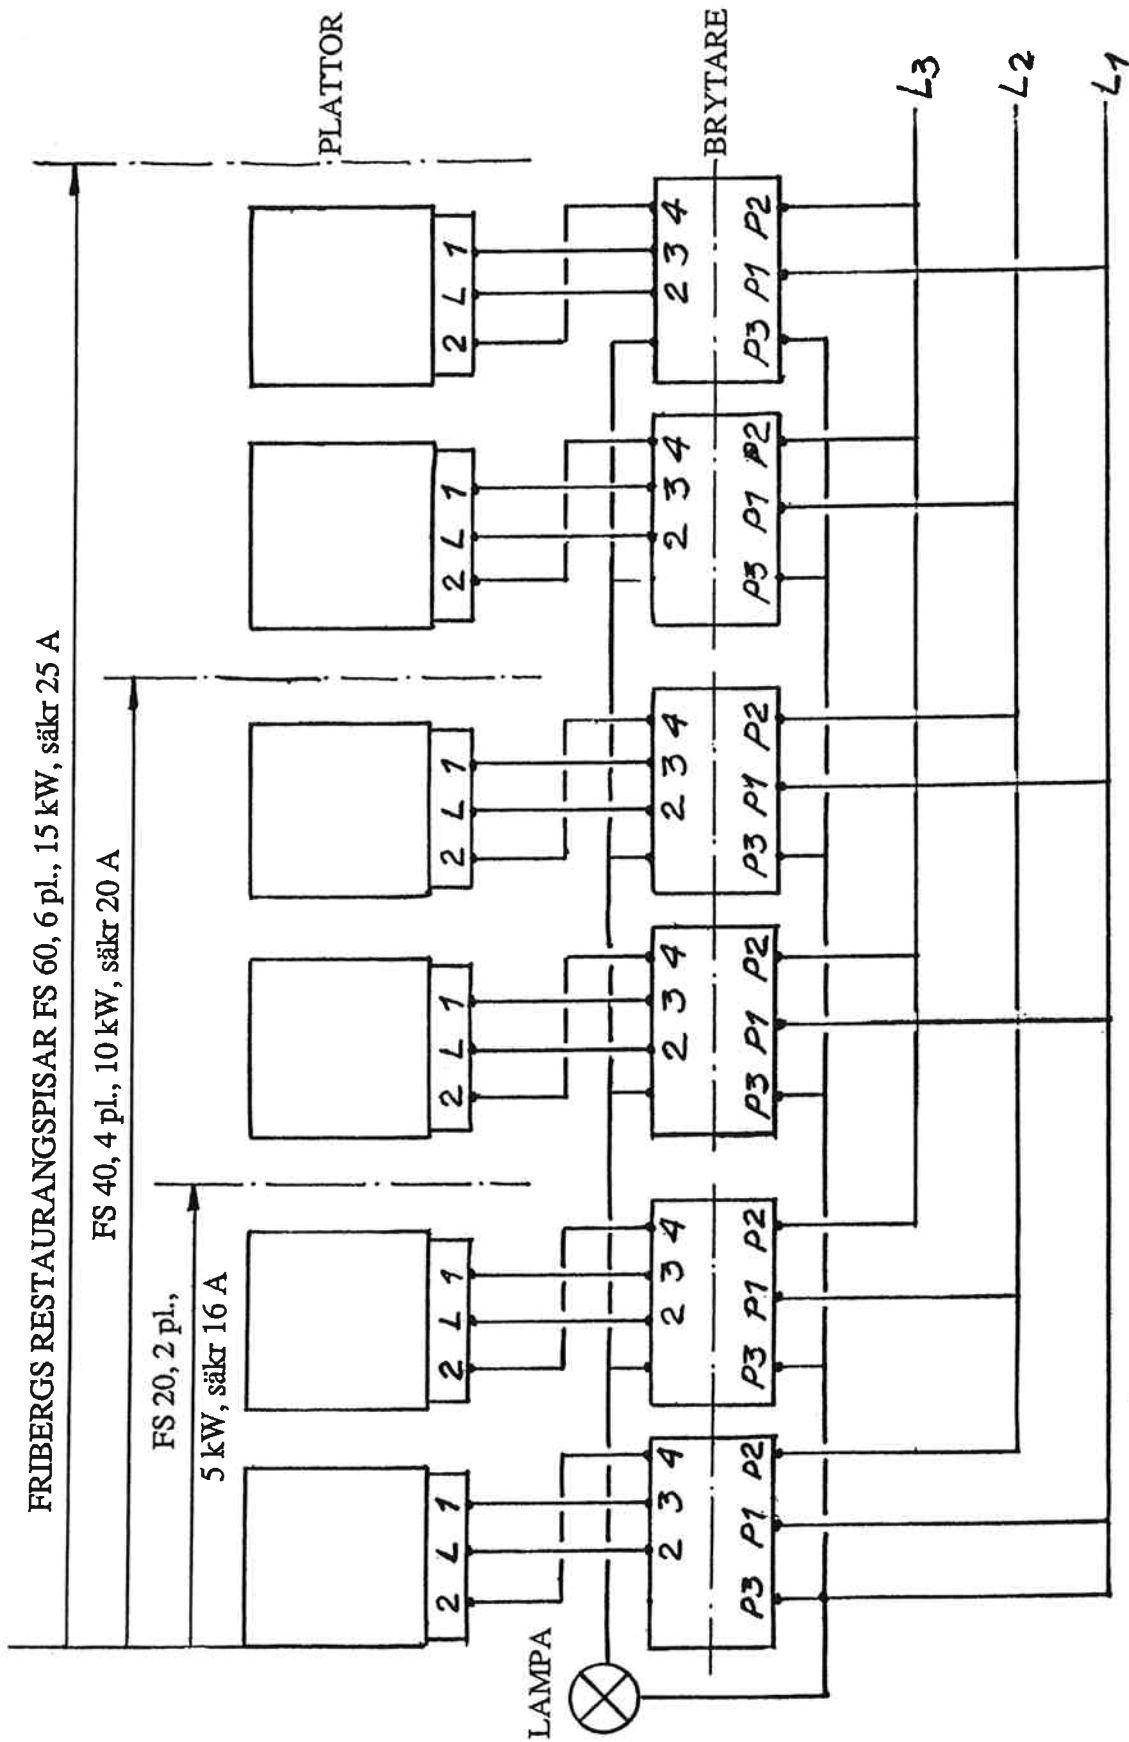 FRIBERGS RESTAURANGSPISAR FS 60, 6 pl., 15 kW, säkr 25 A
FS 40, 4 pl., 10 kW, säkr 20 A
FS 20, 2 pl.,
5 kW, säkr 16 A
PLATTOR
2 L 1 2 L 1 2 L 1 2 L 1 2 L 1 2 L 1
LAMPA
2 3 4 2 3 4 2 3 4 2 3 4 2 3 4 2 3 4
BRYTARE
P3 P1 P2 P3 P1 P2 P3 P1 P2 P3 P1 P2 P3 P1 P2 P3 P1 P2
L3
L2
L1